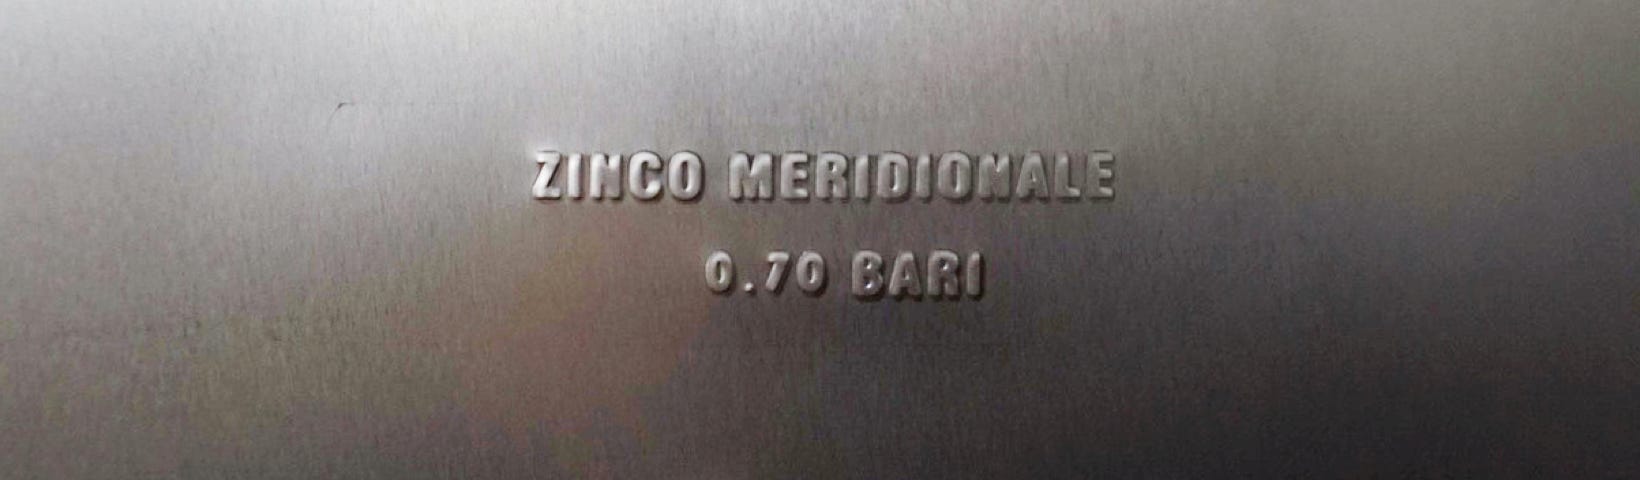 ZINCO MERIDIONALE
0.70 BARI